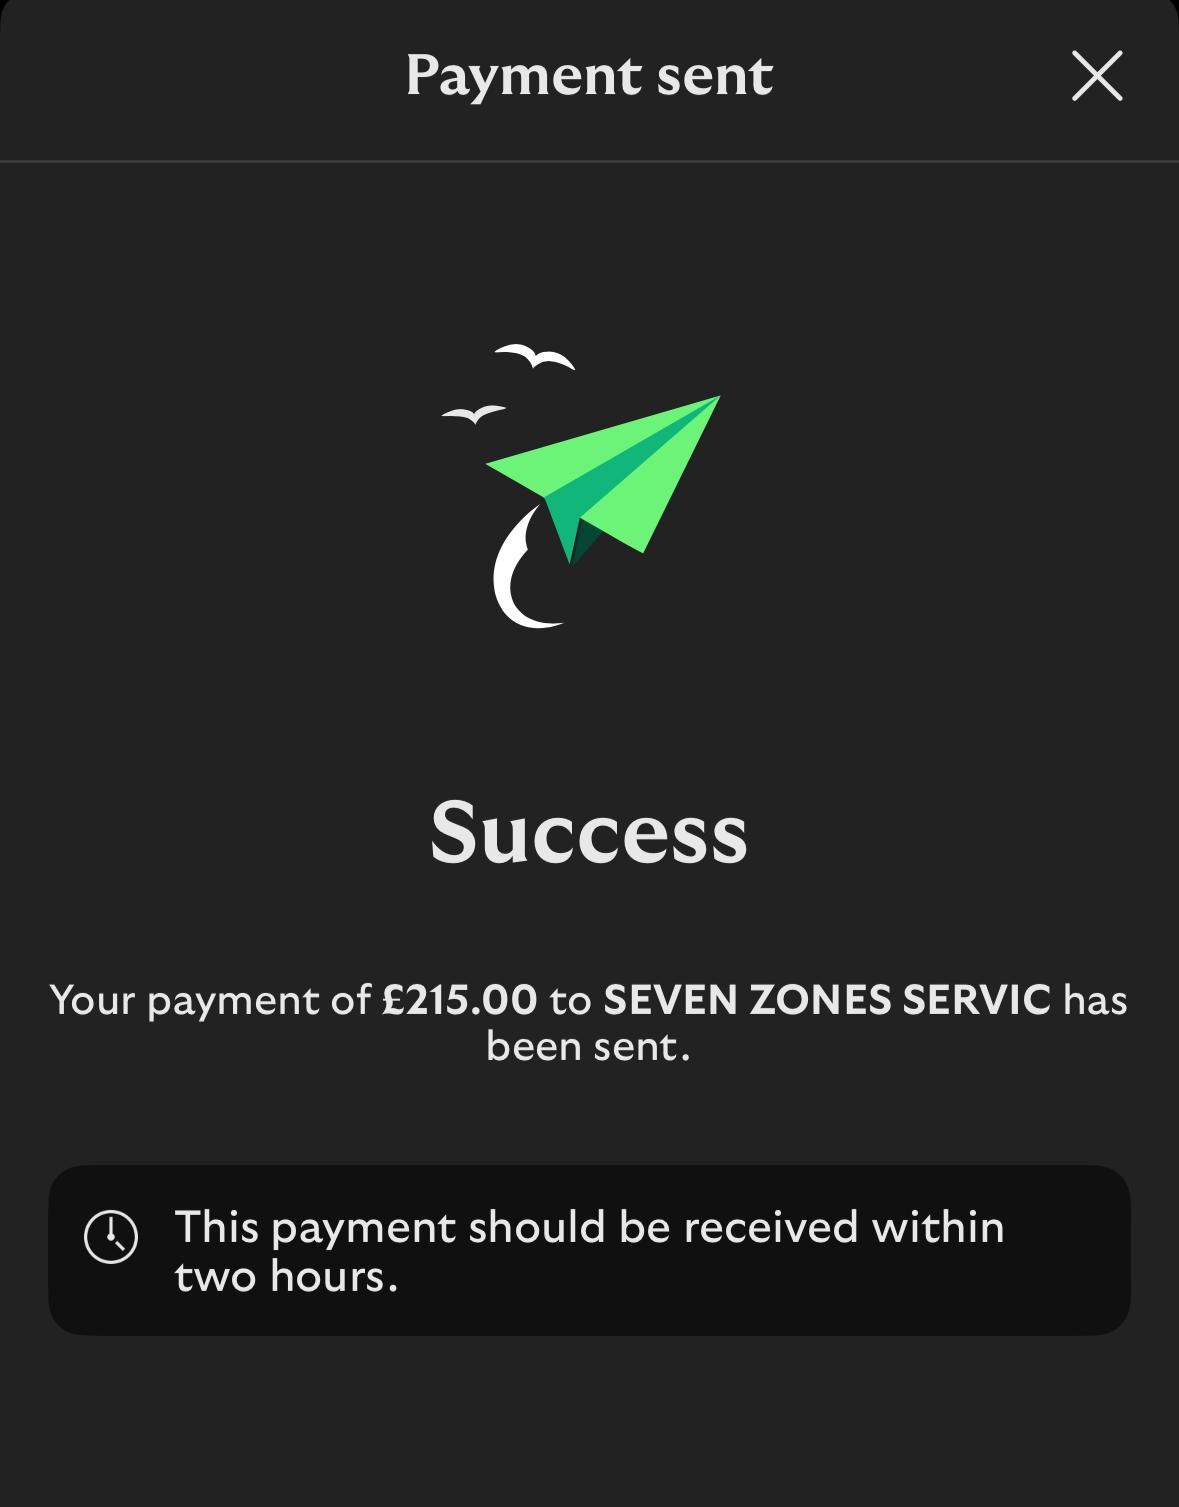 Payment sent
Success
Your payment of £215.00 to SEVEN ZONES SERVIC has
been sent.
This payment should be received within
two hours.